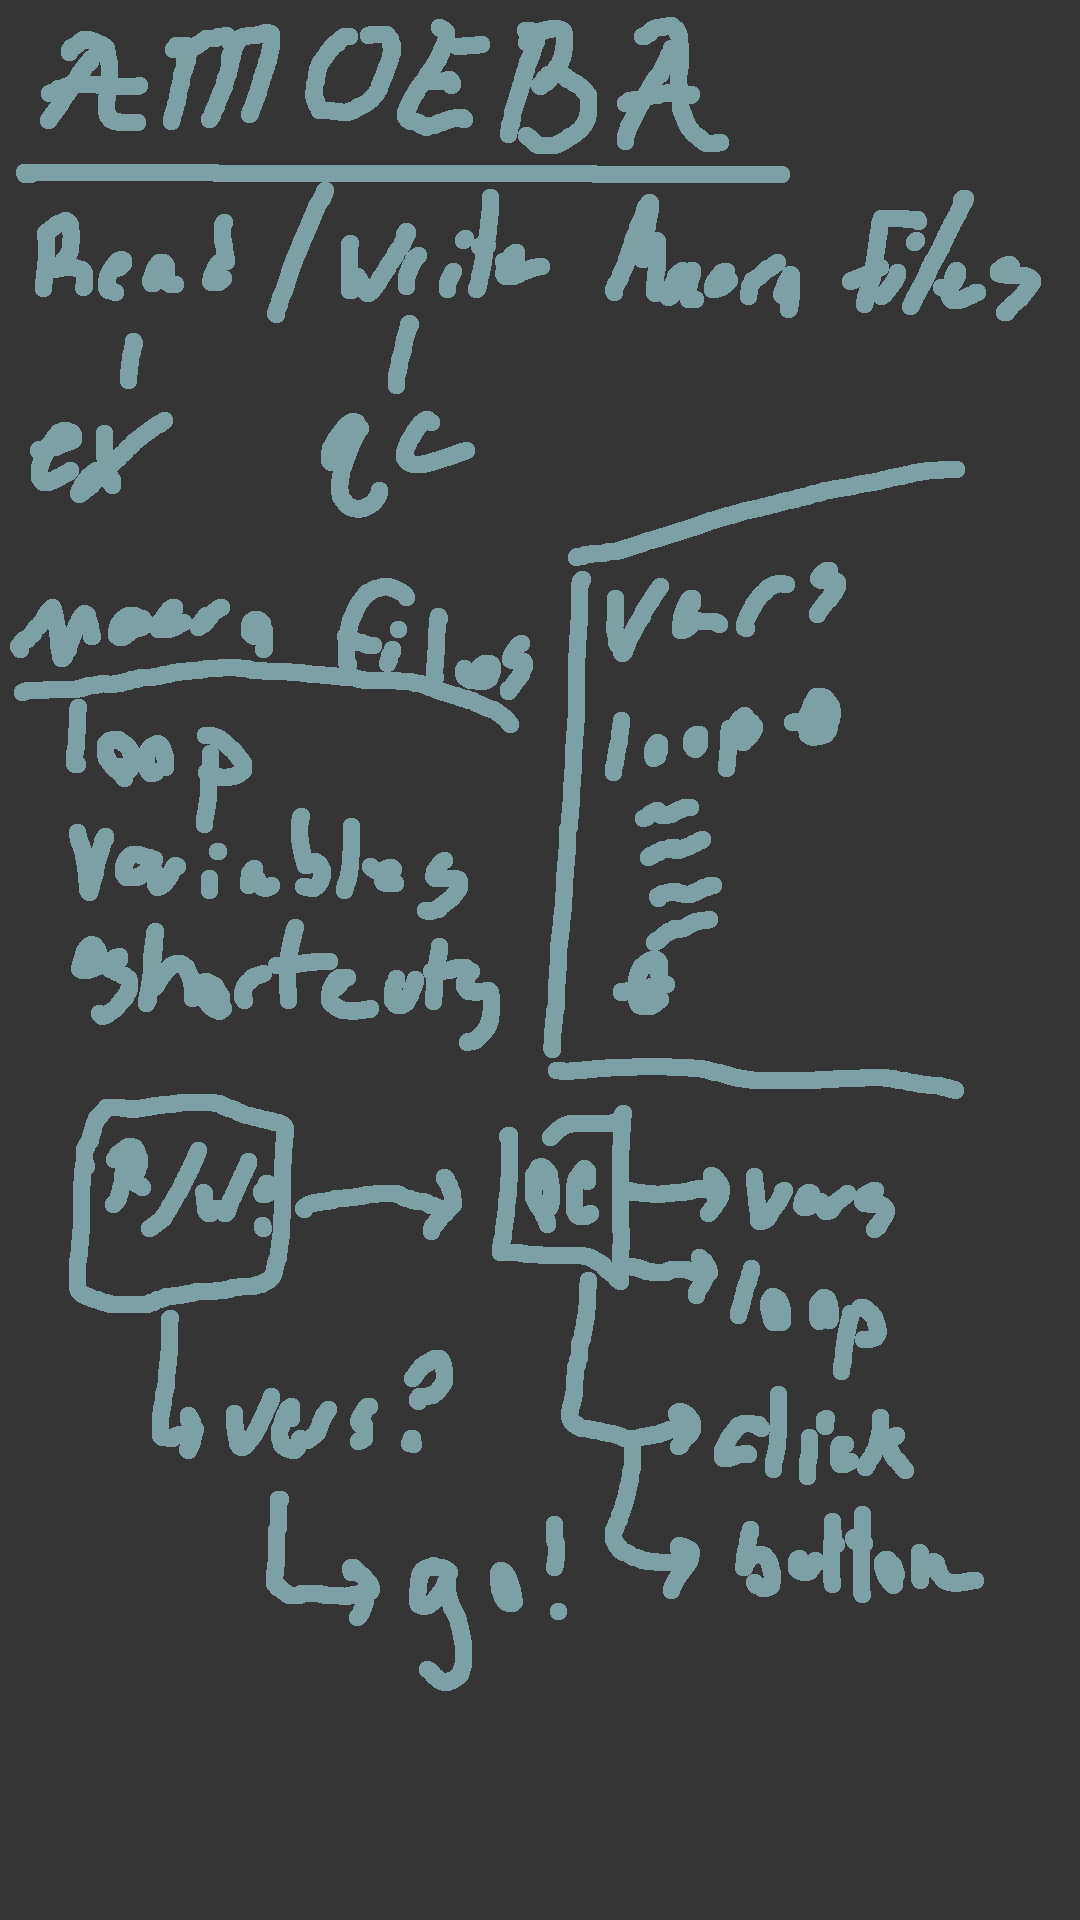 AMOEBA
Read / Write Macro Files
EX QC
Macro Files
loop
Variables
Shortcuts
Vars
loop
R/W:
QC
Vars
loop
vars?
click
go!
button